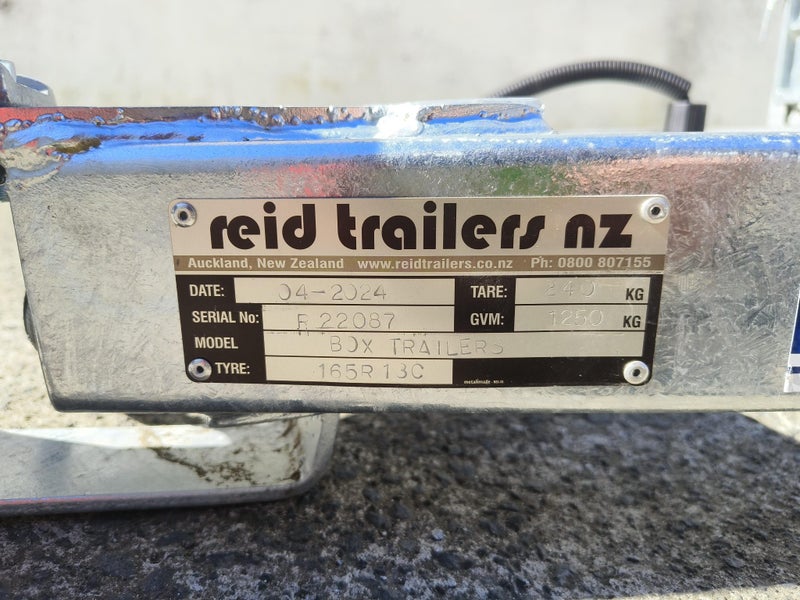 reid trailers nz
Auckland, New Zealand www.reidtrailers.co.nz Ph: 0800 807155
DATE: 04-2024 TARE: 240 KG
SERIAL No: R 22087 GVM: 1250 KG
MODEL BOX TRAILERS
TYRE: 165R13C